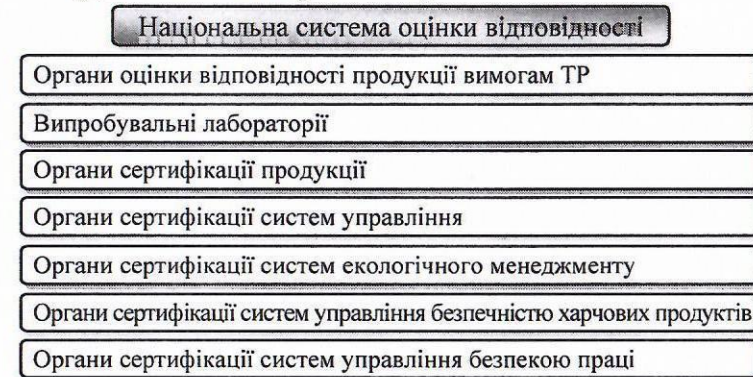 Національна система оцінки відповідності
Органи оцінки відповідності продукції вимогам ТР
Випробувальні лабораторії
Органи сертифікації продукції
Органи сертифікації систем управління
Органи сертифікації систем екологічного менеджменту
Органи сертифікації систем управління безпечністю харчових продуктів
Органи сертифікації систем управління безпекою праці